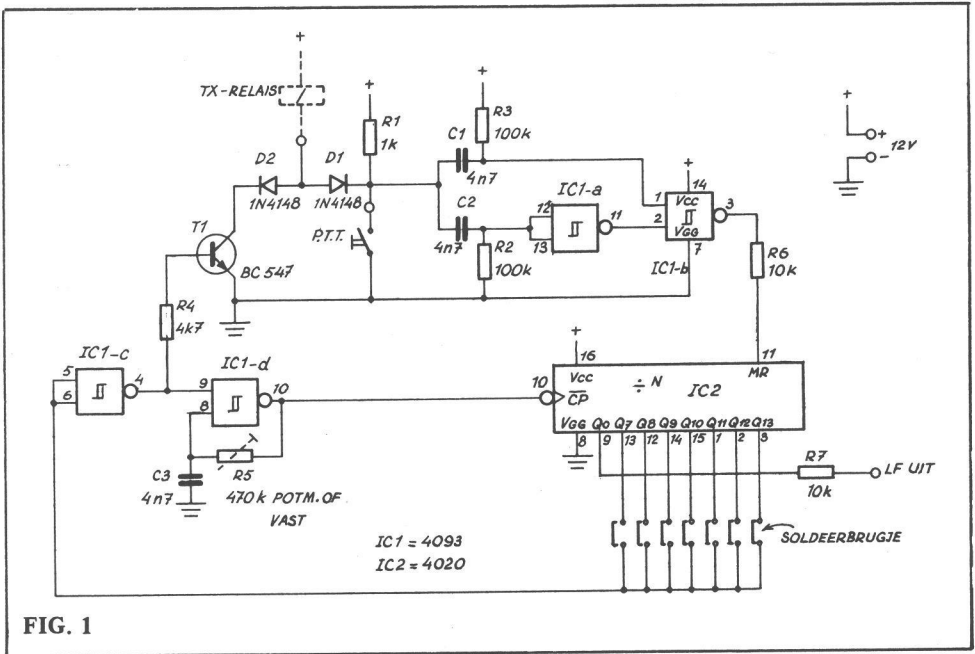 TX-RELAIS
+
+
+
R1
1k
R3
100k
C1
4n7
D2
1N4148
D1
1N4148
C2
4n7
R2
100k
P.T.T.
IC1-a
12
13
11
+
14
1
2
VCC
VGG
3
7
IC1-b
+
+
-
12V
T1
BC 547
R4
4k7
R6
10k
IC1-c
5
6
4
IC1-d
9
8
10
R5
470k POTM. OF
VAST
C3
4n7
+
16
11
10
VCC
÷ N
IC2
MR
CP
VGG Q0 Q7 Q8 Q9 Q10 Q11 Q12 Q13
8 9 13 12 14 15 1 2 3
R7
10k
LF UIT
SOLDEERBRUGJE
IC1 = 4093
IC2 = 4020
FIG. 1